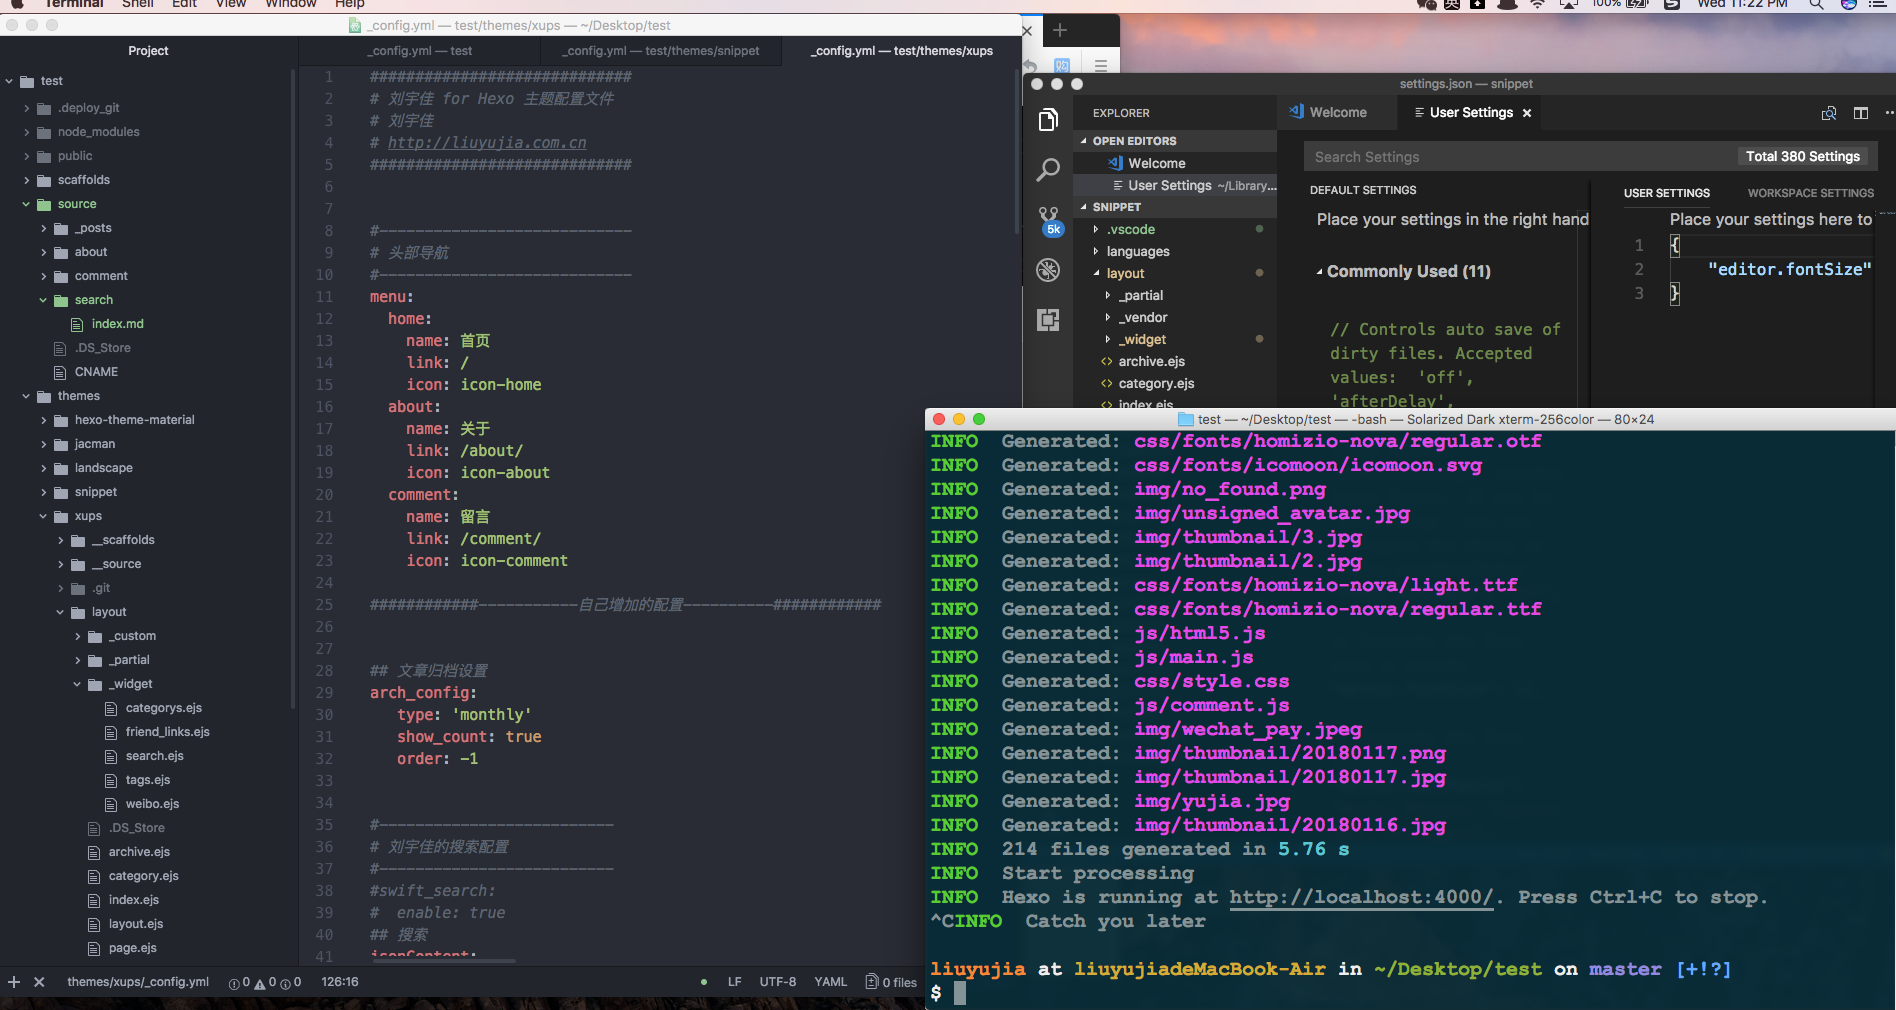 Terminal Shell Edit View Window Help
100% Wed 11:22 PM
_config.yml — test/themes/xups — ~/Desktop/test
Project
test
.deploy_git
node_modules
public
scaffolds
source
_posts
about
comment
search
index.md
.DS_Store
CNAME
themes
hexo-theme-material
jacman
landscape
snippet
xups
__scaffolds
__source
.git
layout
_custom
_partial
_widget
categorys.ejs
friend_links.ejs
search.ejs
tags.ejs
weibo.ejs
.DS_Store
archive.ejs
category.ejs
index.ejs
layout.ejs
page.ejs
_config.yml — test
_config.yml — test/themes/snippet
_config.yml — test/themes/xups
1 #############################
2 # 刘宇佳 for Hexo 主题配置文件
3 # 刘宇佳
4 # http://liuyujia.com.cn
5 #############################
6
7
8 #----------------------------
9 # 头部导航
10 #----------------------------
11 menu:
12 home:
13 name: 首页
14 link: /
15 icon: icon-home
16 about:
17 name: 关于
18 link: /about/
19 icon: icon-about
20 comment:
21 name: 留言
22 link: /comment/
23 icon: icon-comment
24
25 ############-----------自己增加的配置----------############
26
27
28 ## 文章归档设置
29 arch_config:
30 type: 'monthly'
31 show_count: true
32 order: -1
33
34
35 #--------------------------
36 # 刘宇佳的搜索配置
37 #--------------------------
38 #swift_search:
39 # enable: true
40 ## 搜索
41 jsonContent:
themes/xups/_config.yml 0 0 0 126:16
LF UTF-8 YAML 0 files
settings.json — snippet
EXPLORER
OPEN EDITORS
Welcome
User Settings ~/Library...
SNIPPET
5k
.vscode
languages
layout
_partial
_vendor
_widget
archive.ejs
category.ejs
index.ejs
Welcome
User Settings
Search Settings
Total 380 Settings
DEFAULT SETTINGS
Place your settings in the right hand
Commonly Used (11)
// Controls auto save of
dirty files. Accepted
values: 'off',
'afterDelay',
USER SETTINGS WORKSPACE SETTINGS
Place your settings here to
1 {
2 "editor.fontSize"
3 }
test — ~/Desktop/test — -bash — Solarized Dark xterm-256color — 80×24
INFO Generated: css/fonts/homizio-nova/regular.otf
INFO Generated: css/fonts/icomoon/icomoon.svg
INFO Generated: img/no_found.png
INFO Generated: img/unsigned_avatar.jpg
INFO Generated: img/thumbnail/3.jpg
INFO Generated: img/thumbnail/2.jpg
INFO Generated: css/fonts/homizio-nova/light.ttf
INFO Generated: css/fonts/homizio-nova/regular.ttf
INFO Generated: js/html5.js
INFO Generated: js/main.js
INFO Generated: css/style.css
INFO Generated: js/comment.js
INFO Generated: img/wechat_pay.jpeg
INFO Generated: img/thumbnail/20180117.png
INFO Generated: img/thumbnail/20180117.jpg
INFO Generated: img/yujia.jpg
INFO Generated: img/thumbnail/20180116.jpg
INFO 214 files generated in 5.76 s
INFO Start processing
INFO Hexo is running at http://localhost:4000/. Press Ctrl+C to stop.
^CINFO Catch you later
liuyujia at liuyujiadeMacBook-Air in ~/Desktop/test on master [+!?]
$